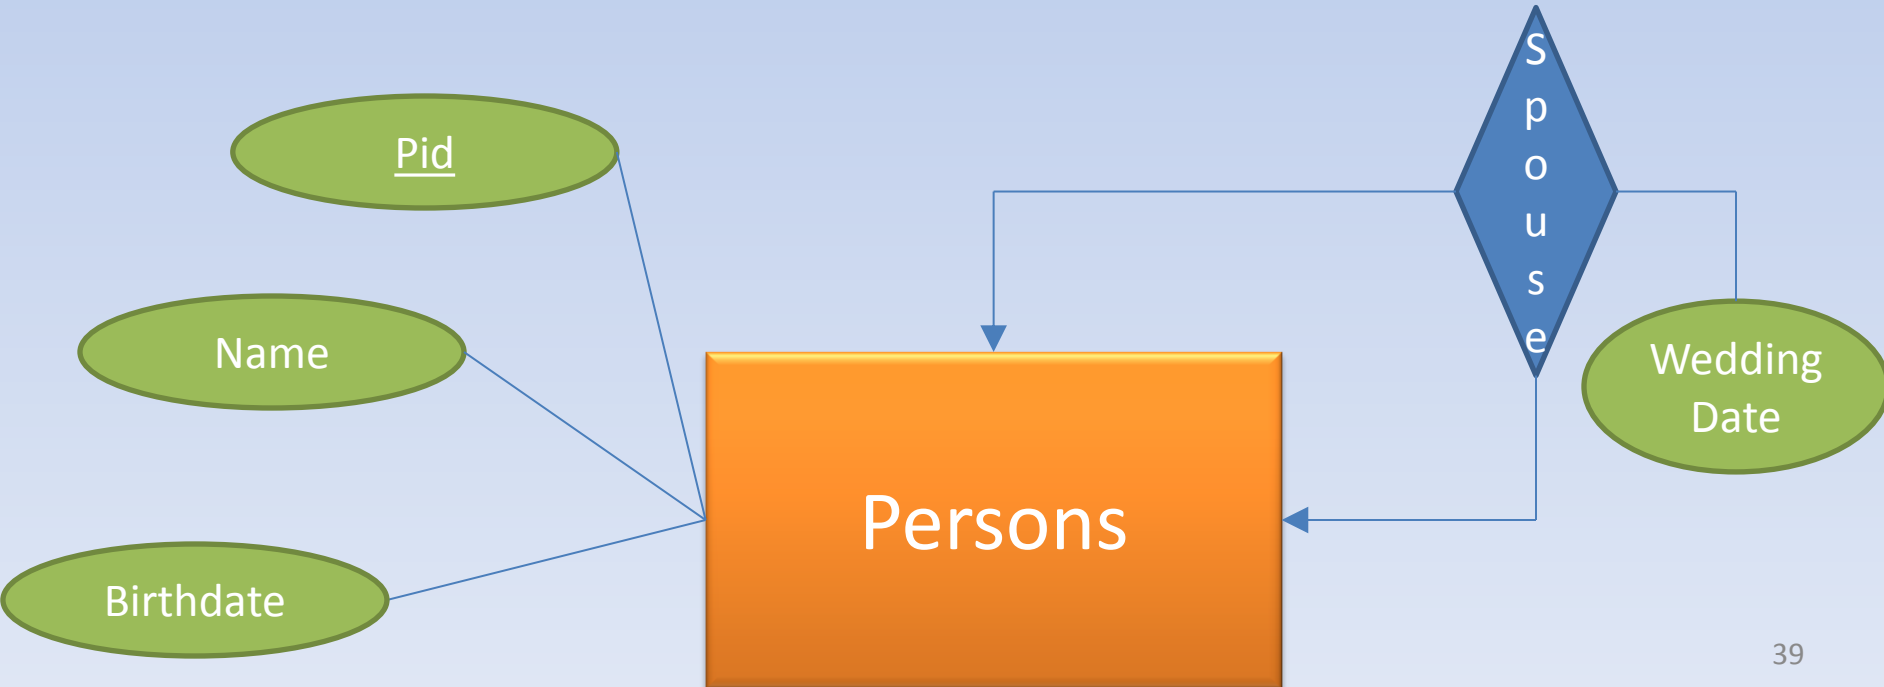 Pid
Name
Birthdate
Persons
S
p
o
u
s
e
Wedding
Date
39